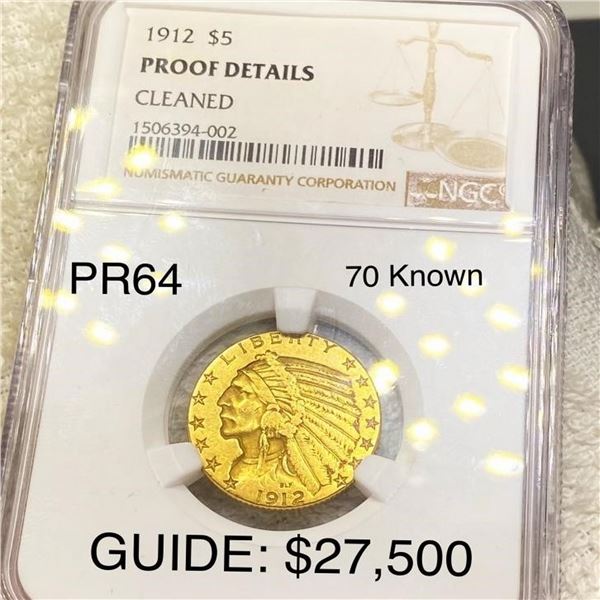 1912 $5
PROOF DETAILS
CLEANED
1506394-002
NUMISMATIC GUARANTY CORPORATION
NGC
PR64
70 Known
LIBERTY
BLP
1912
GUIDE: $27,500